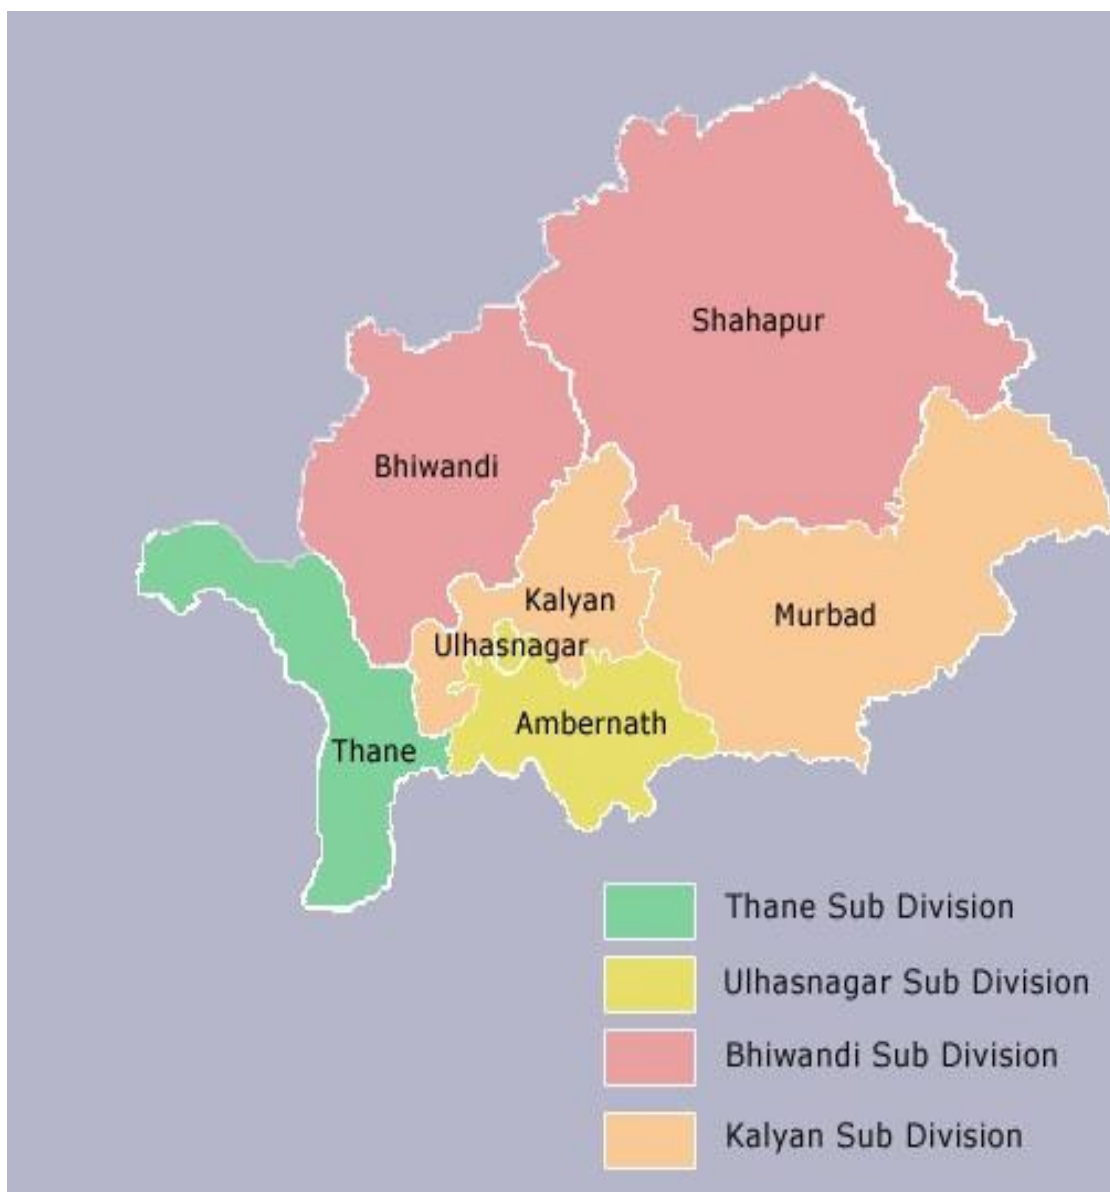 Shahapur
Bhiwandi
Kalyan
Murbad
Ulhasnagar
Ambernath
Thane
Thane Sub Division
Ulhasnagar Sub Division
Bhiwandi Sub Division
Kalyan Sub Division